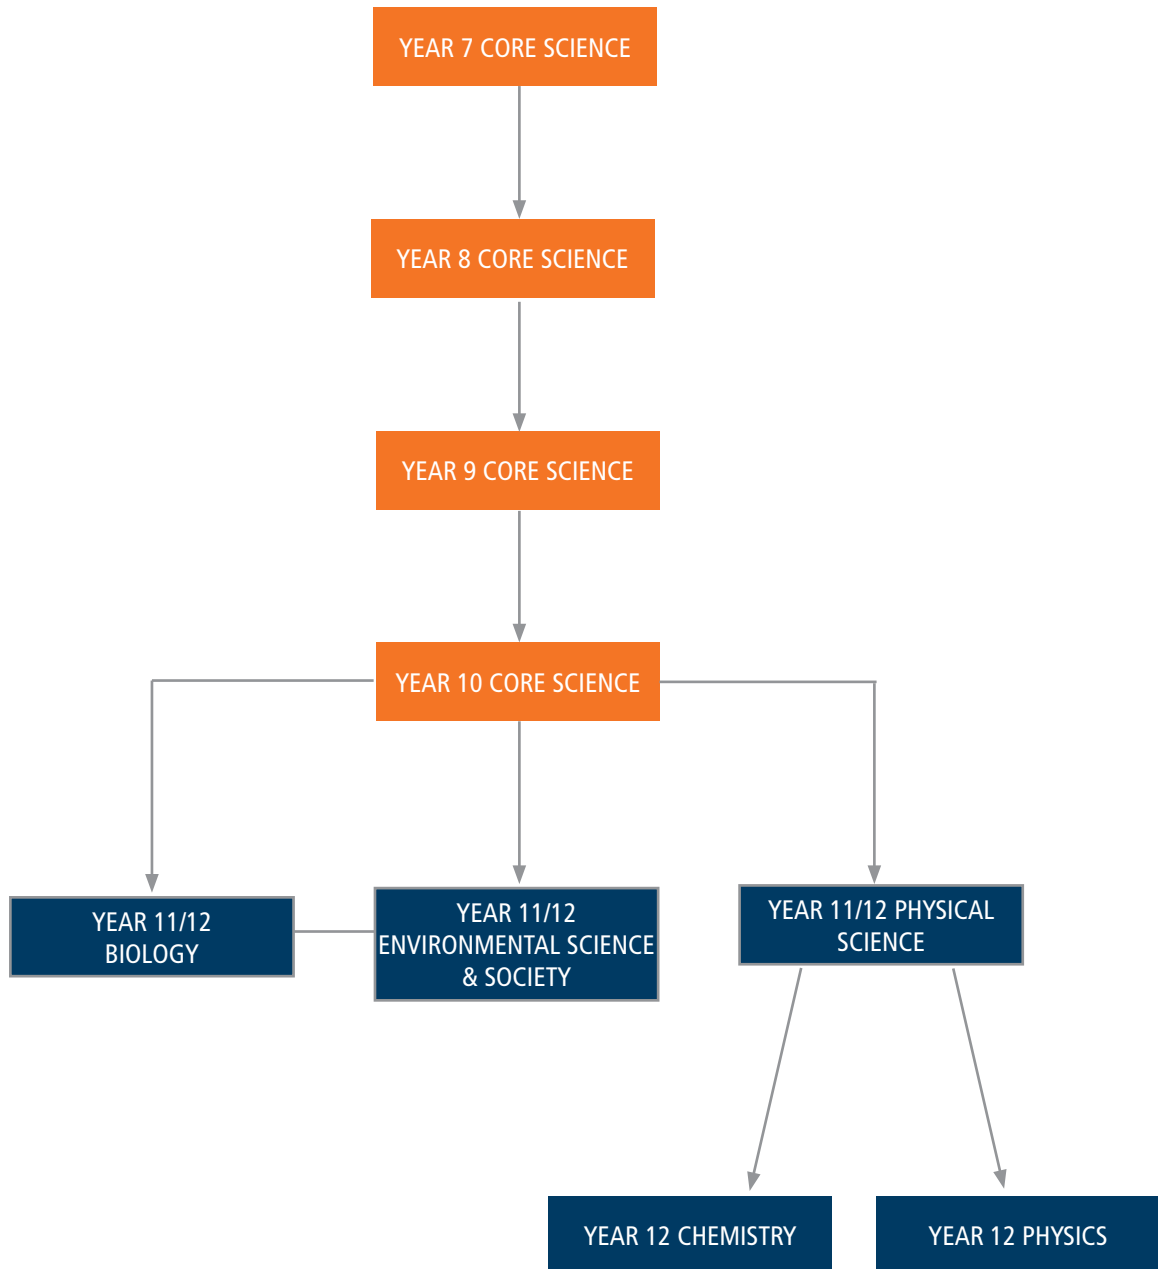 YEAR 7 CORE SCIENCE
YEAR 8 CORE SCIENCE
YEAR 9 CORE SCIENCE
YEAR 10 CORE SCIENCE
YEAR 11/12
BIOLOGY
YEAR 11/12
ENVIRONMENTAL SCIENCE
& SOCIETY
YEAR 11/12 PHYSICAL
SCIENCE
YEAR 12 CHEMISTRY
YEAR 12 PHYSICS